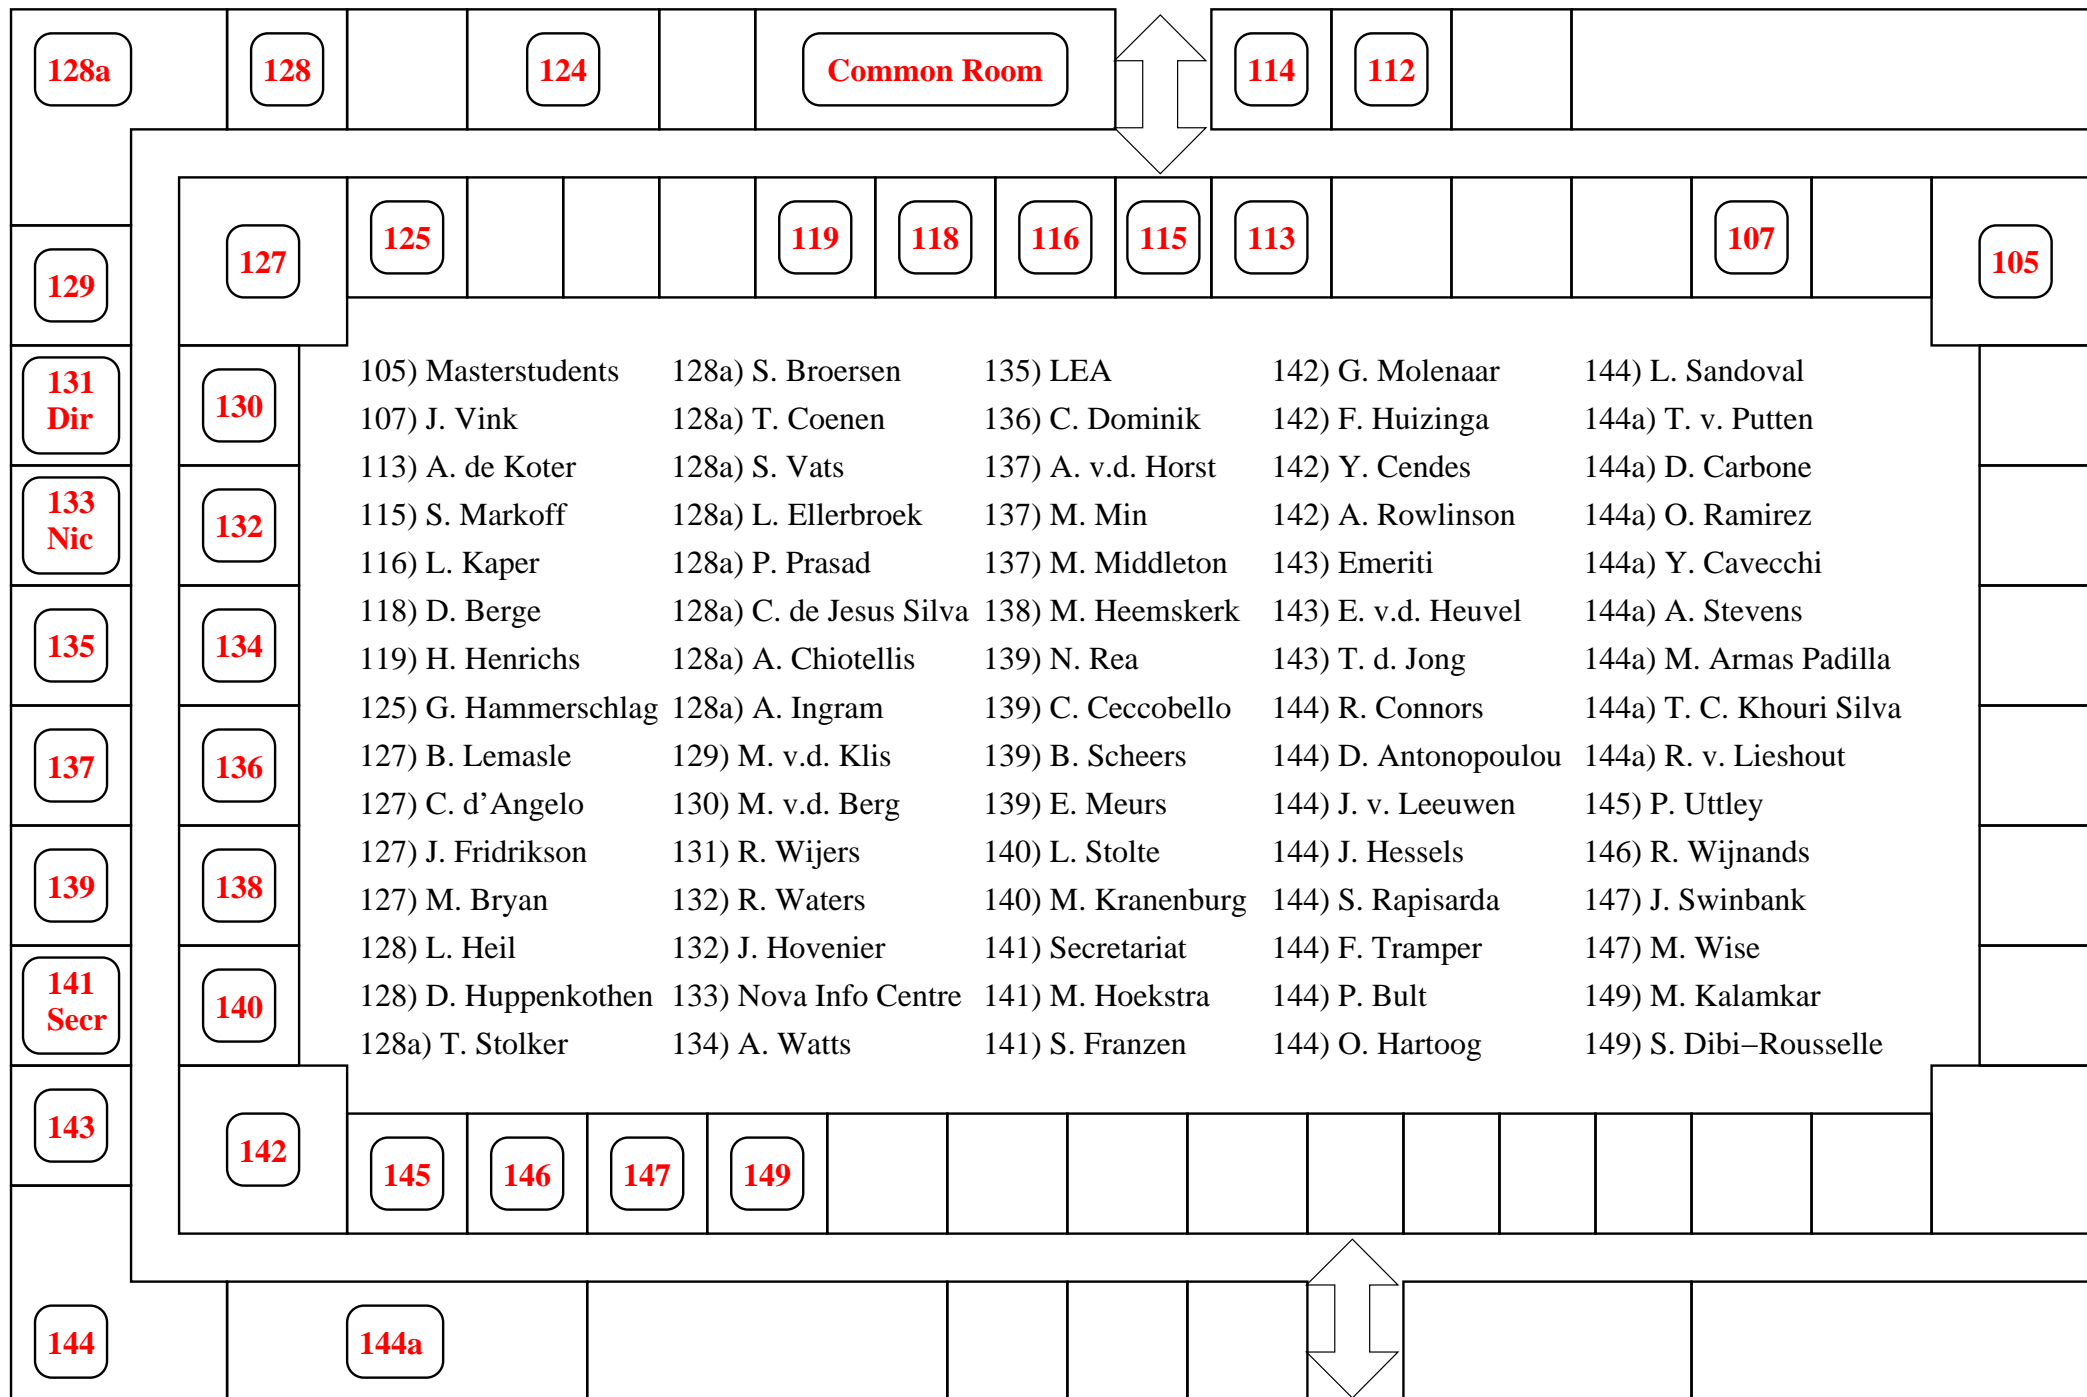 128a
128
124
Common Room
114
112
125
119
118
116
115
113
107
127
105
129
131
Dir
130
133
Nic
132
135
134
137
136
139
138
141
Secr
140
143
142
145
146
147
149
144
144a
105) Masterstudents
107) J. Vink
113) A. de Koter
115) S. Markoff
116) L. Kaper
118) D. Berge
119) H. Henrichs
125) G. Hammerschlag
127) B. Lemasle
127) C. d’Angelo
127) J. Fridrikson
127) M. Bryan
128) L. Heil
128) D. Huppenkothen
128a) T. Stolker
128a) S. Broersen
128a) T. Coenen
128a) S. Vats
128a) L. Ellerbroek
128a) P. Prasad
128a) C. de Jesus Silva
128a) A. Chiotellis
128a) A. Ingram
129) M. v.d. Klis
130) M. v.d. Berg
131) R. Wijers
132) R. Waters
132) J. Hovenier
133) Nova Info Centre
134) A. Watts
135) LEA
136) C. Dominik
137) A. v.d. Horst
137) M. Min
137) M. Middleton
138) M. Heemskerk
139) N. Rea
139) C. Ceccobello
139) B. Scheers
139) E. Meurs
140) L. Stolte
140) M. Kranenburg
141) Secretariat
141) M. Hoekstra
141) S. Franzen
142) G. Molenaar
142) F. Huizinga
142) Y. Cendes
142) A. Rowlinson
143) Emeriti
143) E. v.d. Heuvel
143) T. d. Jong
144) R. Connors
144) D. Antonopoulou
144) J. v. Leeuwen
144) J. Hessels
144) S. Rapisarda
144) F. Tramper
144) P. Bult
144) O. Hartoog
144) L. Sandoval
144a) T. v. Putten
144a) D. Carbone
144a) O. Ramirez
144a) Y. Cavecchi
144a) A. Stevens
144a) M. Armas Padilla
144a) T. C. Khouri Silva
144a) R. v. Lieshout
145) P. Uttley
146) R. Wijnands
147) J. Swinbank
147) M. Wise
149) M. Kalamkar
149) S. Dibi−Rousselle